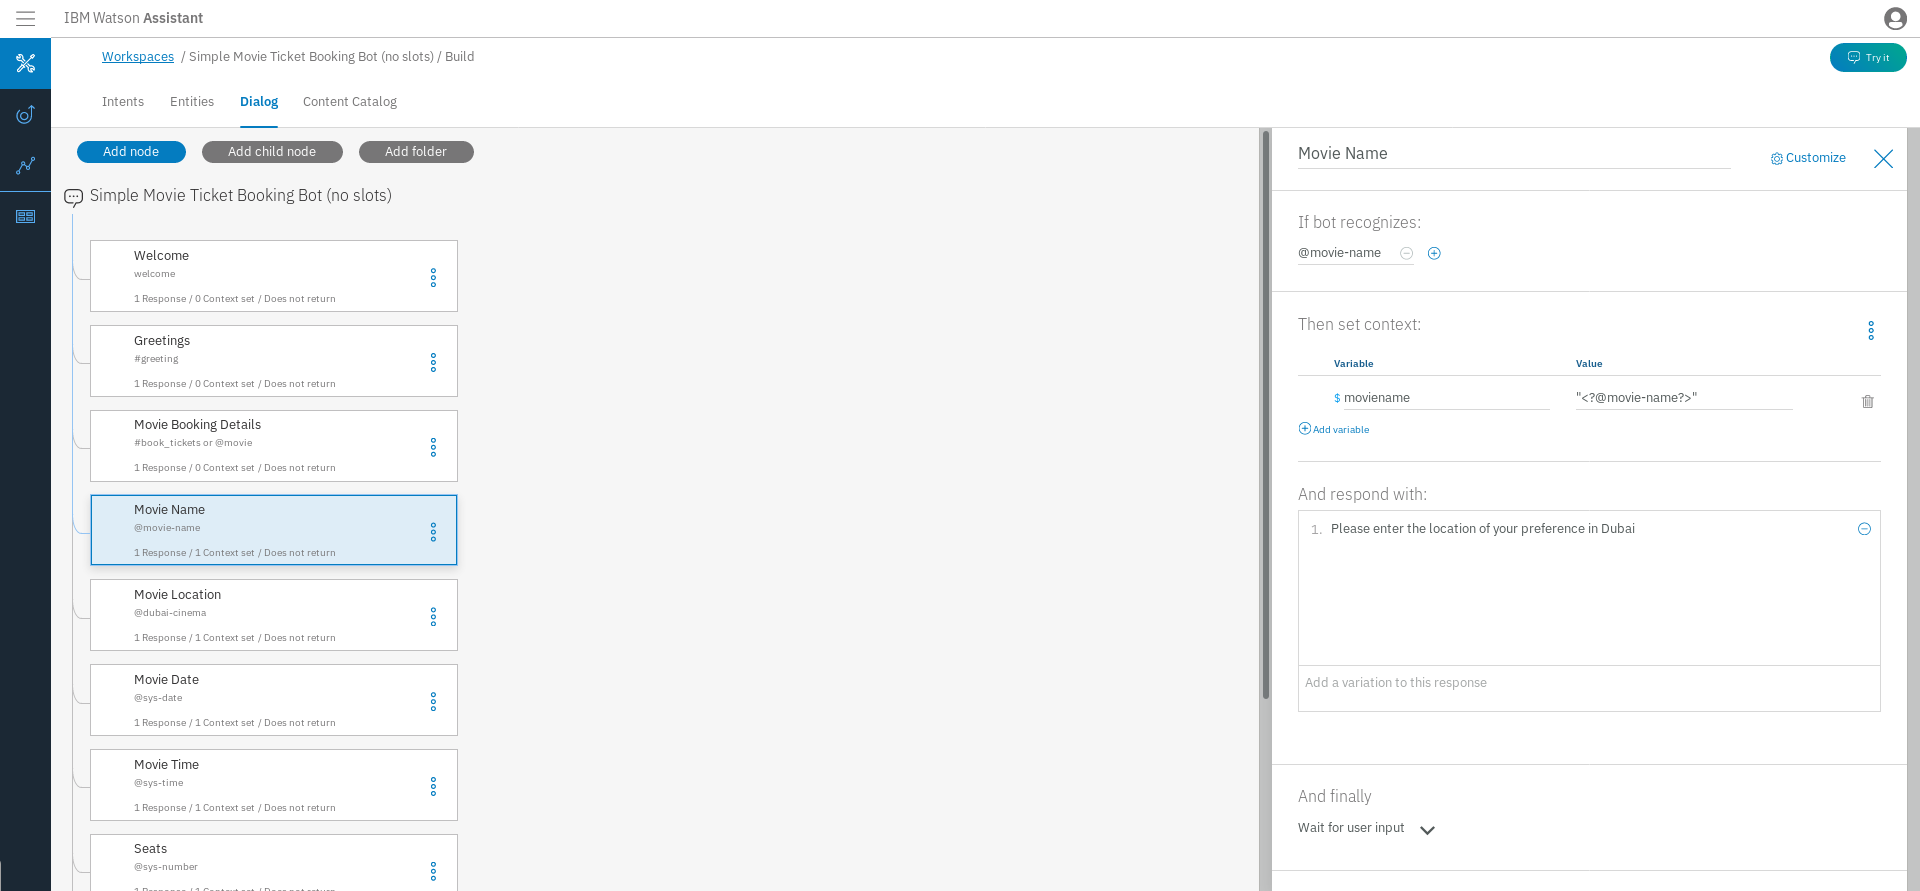 IBM Watson Assistant
Workspaces / Simple Movie Ticket Booking Bot (no slots) / Build
Try it
Intents
Entities
Dialog
Content Catalog
Add node
Add child node
Add folder
Simple Movie Ticket Booking Bot (no slots)
Welcome
welcome
1 Response / 0 Context set / Does not return
Greetings
#greeting
1 Response / 0 Context set / Does not return
Movie Booking Details
#book_tickets or @movie
1 Response / 0 Context set / Does not return
Movie Name
@movie-name
1 Response / 1 Context set / Does not return
Movie Location
@dubai-cinema
1 Response / 1 Context set / Does not return
Movie Date
@sys-date
1 Response / 1 Context set / Does not return
Movie Time
@sys-time
1 Response / 1 Context set / Does not return
Seats
@sys-number
1 Response / 1 Context set / Does not return
Movie Name
Customize
If bot recognizes:
@movie-name
Then set context:
Variable
Value
$ moviename
"<?@movie-name?>"
Add variable
And respond with:
1. Please enter the location of your preference in Dubai
Add a variation to this response
And finally
Wait for user input